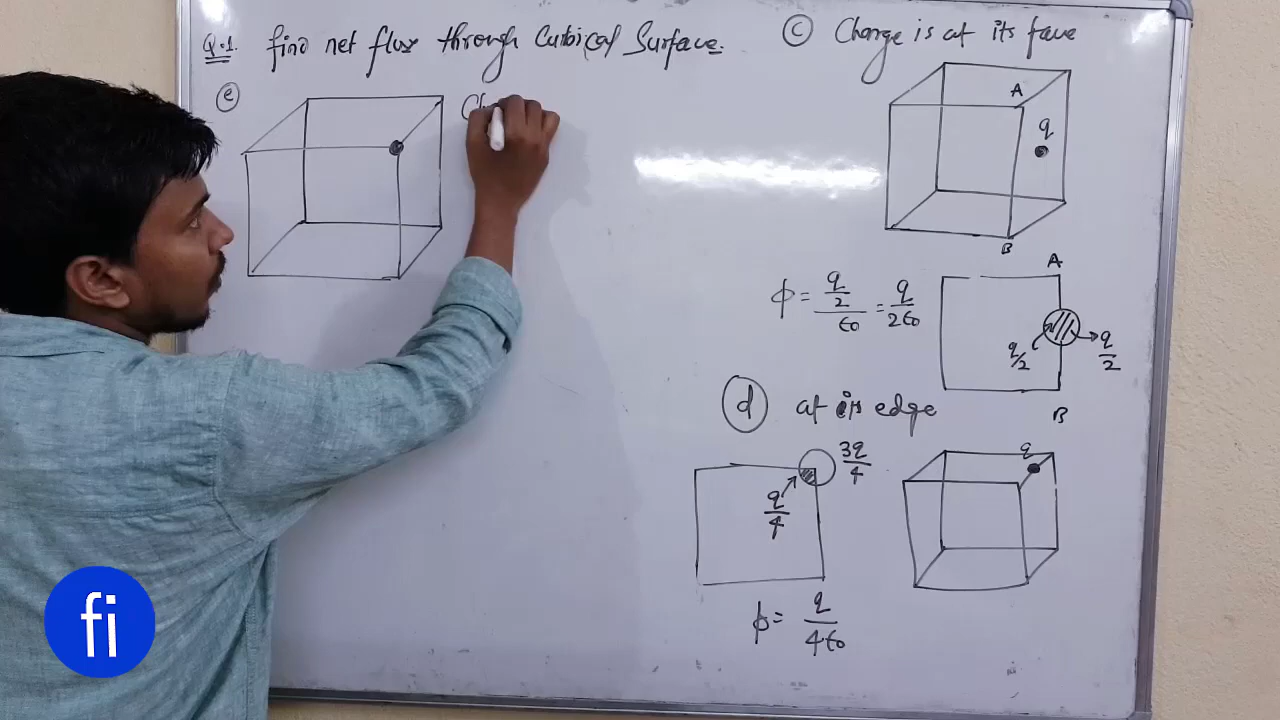 Q.1. find net flux through Cubical Surface.
(e)
Ch
(c) Charge is at its face
A
q
B
A
ϕ = q/2 / ϵ₀ = q / 2ϵ₀
q/2
q/2
B
(d) at its edge
3q/4
q/4
q
ϕ = q / 4ϵ₀
fi